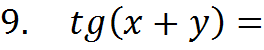 9. tg(x + y) =